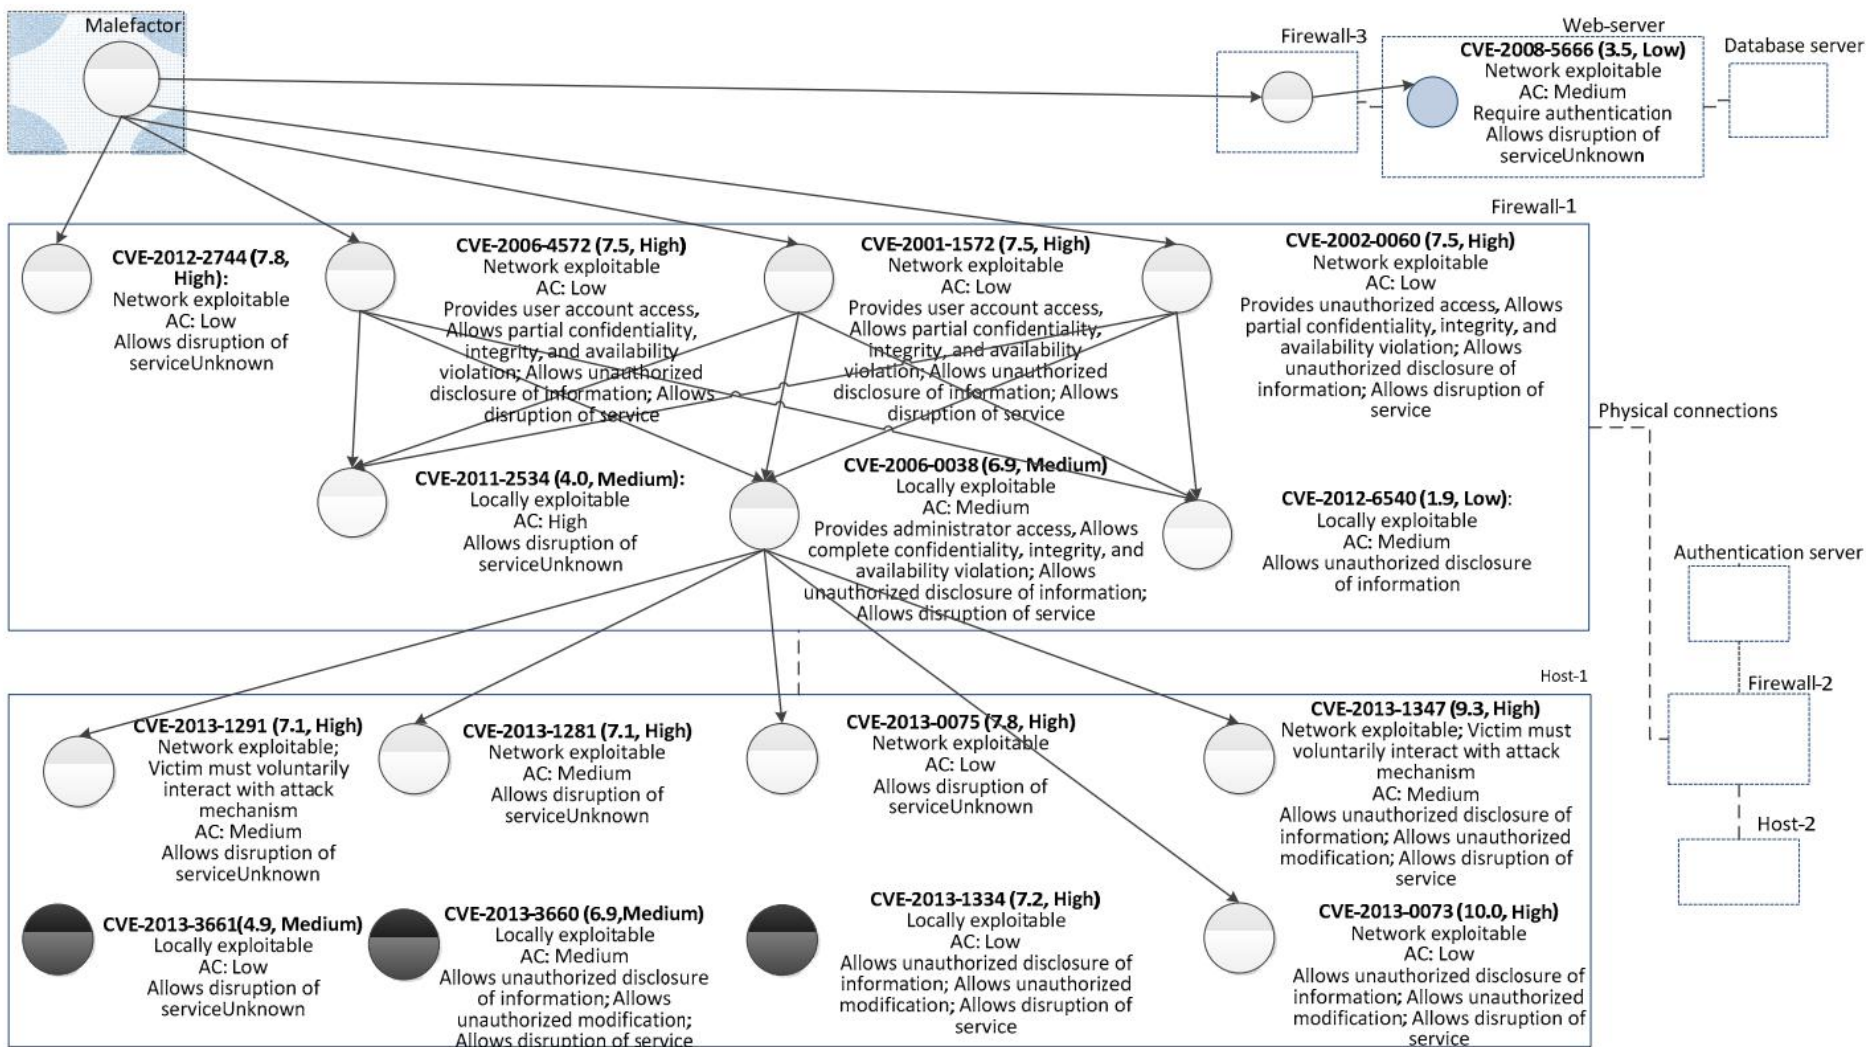 Malefactor
Firewall-3
Web-server
CVE-2008-5666 (3.5, Low)
Network exploitable
AC: Medium
Require authentication
Allows disruption of
serviceUnknown
Database server
Firewall-1
CVE-2012-2744 (7.8,
High):
Network exploitable
AC: Low
Allows disruption of
serviceUnknown
CVE-2006-4572 (7.5, High)
Network exploitable
AC: Low
Provides user account access,
Allows partial confidentiality,
integrity, and availability
violation; Allows unauthorized
disclosure of information; Allows
disruption of service
CVE-2001-1572 (7.5, High)
Network exploitable
AC: Low
Provides user account access,
Allows partial confidentiality,
integrity, and availability
violation; Allows unauthorized
disclosure of information; Allows
disruption of service
CVE-2002-0060 (7.5, High)
Network exploitable
AC: Low
Provides unauthorized access, Allows
partial confidentiality, integrity, and
availability violation; Allows
unauthorized disclosure of
information; Allows disruption of
service
Physical connections
CVE-2011-2534 (4.0, Medium):
Locally exploitable
AC: High
Allows disruption of
serviceUnknown
CVE-2006-0038 (6.9, Medium)
Locally exploitable
AC: Medium
Provides administrator access, Allows
complete confidentiality, integrity, and
availability violation; Allows
unauthorized disclosure of information;
Allows disruption of service
CVE-2012-6540 (1.9, Low):
Locally exploitable
AC: Medium
Allows unauthorized disclosure
of information
Authentication server
Firewall-2
Host-2
Host-1
CVE-2013-1291 (7.1, High)
Network exploitable;
Victim must voluntarily
interact with attack
mechanism
AC: Medium
Allows disruption of
serviceUnknown
CVE-2013-1281 (7.1, High)
Network exploitable
AC: Medium
Allows disruption of
serviceUnknown
CVE-2013-0075 (7.8, High)
Network exploitable
AC: Low
Allows disruption of
serviceUnknown
CVE-2013-1347 (9.3, High)
Network exploitable; Victim must
voluntarily interact with attack
mechanism
AC: Medium
Allows unauthorized disclosure of
information; Allows unauthorized
modification; Allows disruption of
service
CVE-2013-3661(4.9, Medium)
Locally exploitable
AC: Low
Allows disruption of
serviceUnknown
CVE-2013-3660 (6.9,Medium)
Locally exploitable
AC: Medium
Allows unauthorized disclosure
of information; Allows
unauthorized modification;
Allows disruption of service
CVE-2013-1334 (7.2, High)
Locally exploitable
AC: Low
Allows unauthorized disclosure of
information; Allows unauthorized
modification; Allows disruption of
service
CVE-2013-0073 (10.0, High)
Network exploitable
AC: Low
Allows unauthorized disclosure of
information; Allows unauthorized
modification; Allows disruption of
service